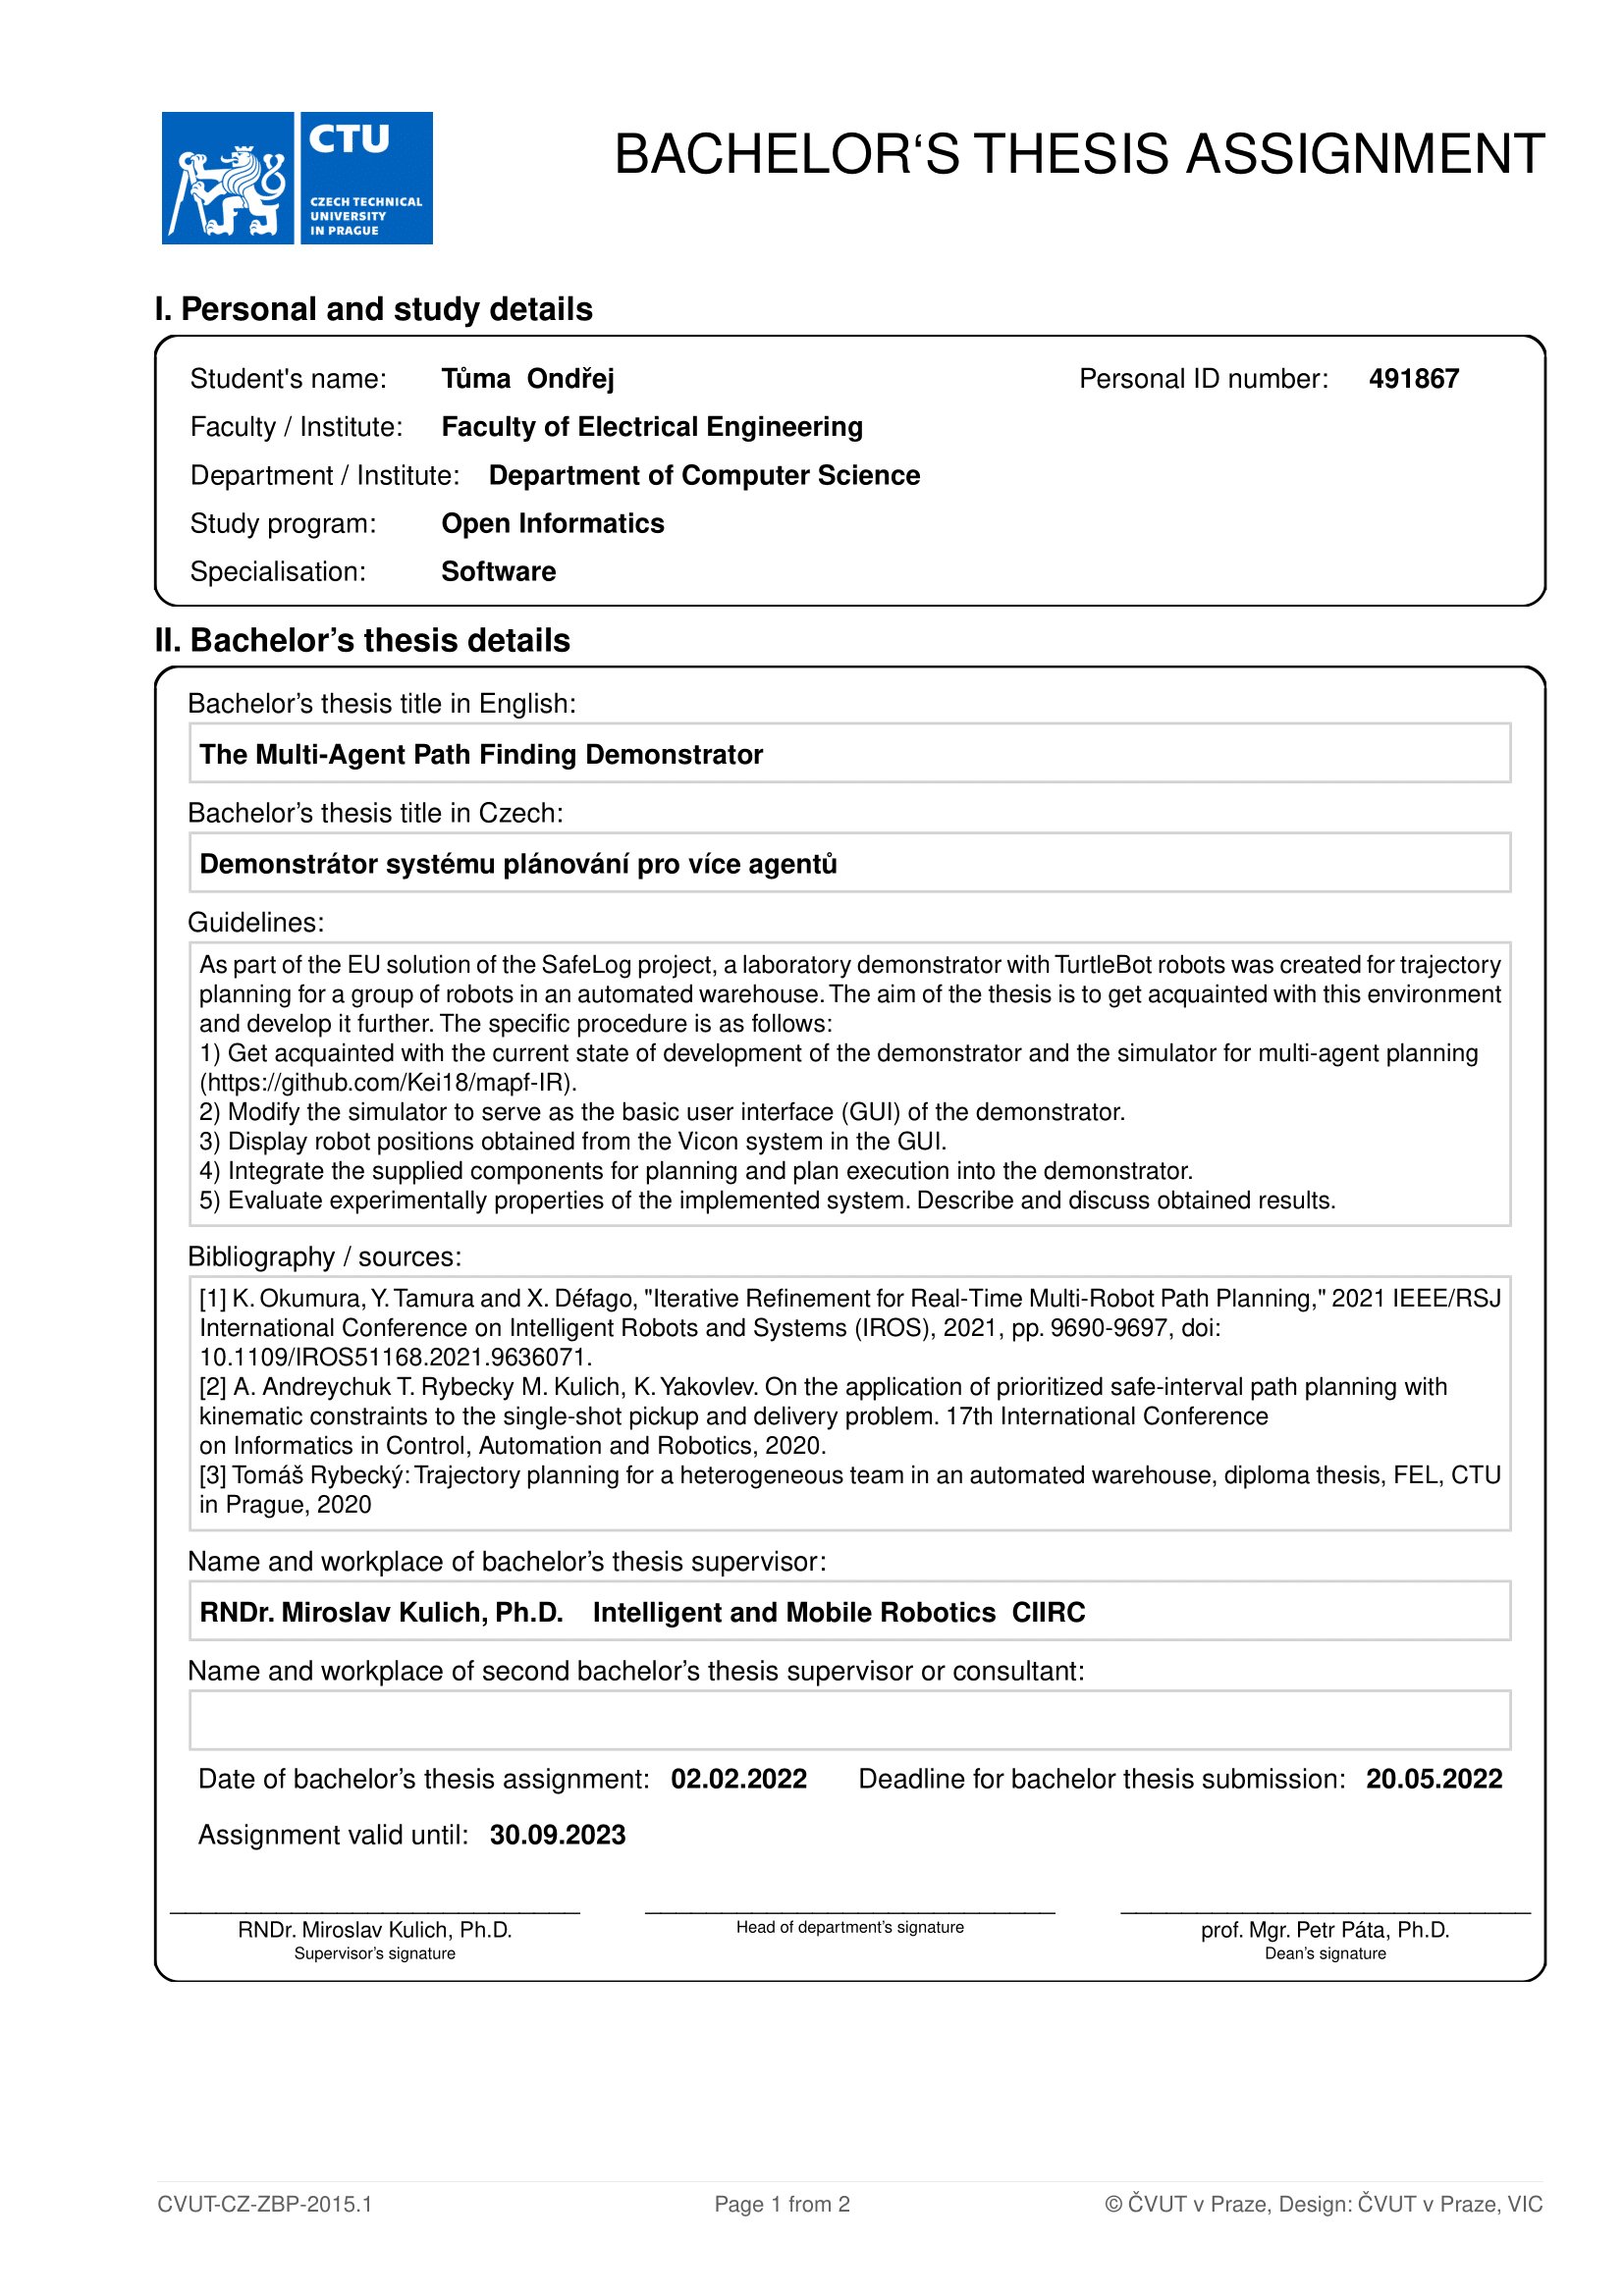 CTU
CZECH TECHNICAL
UNIVERSITY
IN PRAGUE
BACHELOR‘S THESIS ASSIGNMENT
I. Personal and study details
Student's name: Tůma Ondřej Personal ID number: 491867
Faculty / Institute: Faculty of Electrical Engineering
Department / Institute: Department of Computer Science
Study program: Open Informatics
Specialisation: Software
II. Bachelor’s thesis details
Bachelor’s thesis title in English:
The Multi-Agent Path Finding Demonstrator
Bachelor’s thesis title in Czech:
Demonstrátor systému plánování pro více agentů
Guidelines:
As part of the EU solution of the SafeLog project, a laboratory demonstrator with TurtleBot robots was created for trajectory
planning for a group of robots in an automated warehouse. The aim of the thesis is to get acquainted with this environment
and develop it further. The specific procedure is as follows:
1) Get acquainted with the current state of development of the demonstrator and the simulator for multi-agent planning
(https://github.com/Kei18/mapf-IR).
2) Modify the simulator to serve as the basic user interface (GUI) of the demonstrator.
3) Display robot positions obtained from the Vicon system in the GUI.
4) Integrate the supplied components for planning and plan execution into the demonstrator.
5) Evaluate experimentally properties of the implemented system. Describe and discuss obtained results.
Bibliography / sources:
[1] K. Okumura, Y. Tamura and X. Défago, "Iterative Refinement for Real-Time Multi-Robot Path Planning," 2021 IEEE/RSJ
International Conference on Intelligent Robots and Systems (IROS), 2021, pp. 9690-9697, doi:
10.1109/IROS51168.2021.9636071.
[2] A. Andreychuk T. Rybecky M. Kulich, K. Yakovlev. On the application of prioritized safe-interval path planning with
kinematic constraints to the single-shot pickup and delivery problem. 17th International Conference
on Informatics in Control, Automation and Robotics, 2020.
[3] Tomáš Rybecký: Trajectory planning for a heterogeneous team in an automated warehouse, diploma thesis, FEL, CTU
in Prague, 2020
Name and workplace of bachelor’s thesis supervisor:
RNDr. Miroslav Kulich, Ph.D. Intelligent and Mobile Robotics CIIRC
Name and workplace of second bachelor’s thesis supervisor or consultant:
Date of bachelor’s thesis assignment: 02.02.2022 Deadline for bachelor thesis submission: 20.05.2022
Assignment valid until: 30.09.2023
RNDr. Miroslav Kulich, Ph.D.
Supervisor’s signature
Head of department’s signature
prof. Mgr. Petr Páta, Ph.D.
Dean’s signature
CVUT-CZ-ZBP-2015.1 Page 1 from 2 © ČVUT v Praze, Design: ČVUT v Praze, VIC